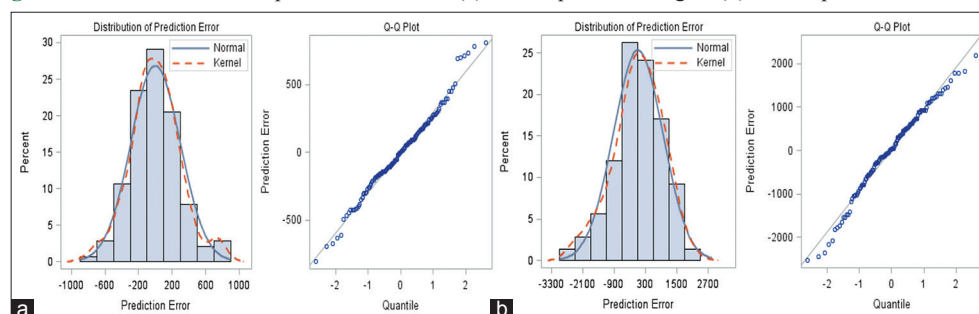 Distribution of Prediction Error
Normal
Kernel
Percent
30
25
20
15
10
5
0
-1000 -600 -200 200 600 1000
Prediction Error
a
Q-Q Plot
Prediction Error
500
0
-500
-2 -1 0 1 2
Quantile
Distribution of Prediction Error
Normal
Kernel
Percent
25
20
15
10
5
0
-3300 -2100 -900 300 1500 2700
Prediction Error
b
Q-Q Plot
Prediction Error
2000
1000
0
-1000
-2000
-2 -1 0 1 2
Quantile